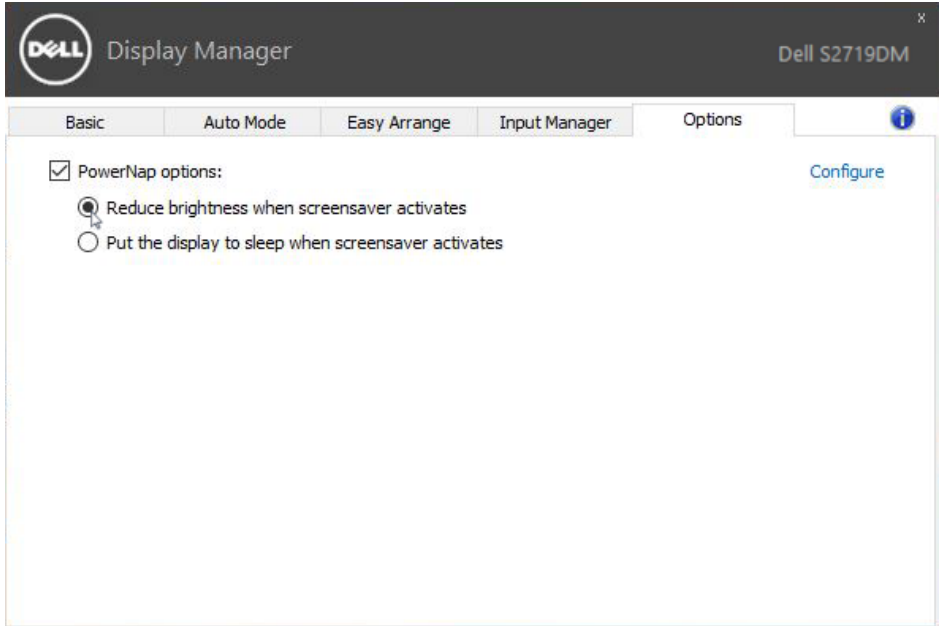 x
DELL Display Manager
Dell S2719DM
Basic Auto Mode Easy Arrange Input Manager Options i
PowerNap options: Configure
Reduce brightness when screensaver activates
Put the display to sleep when screensaver activates